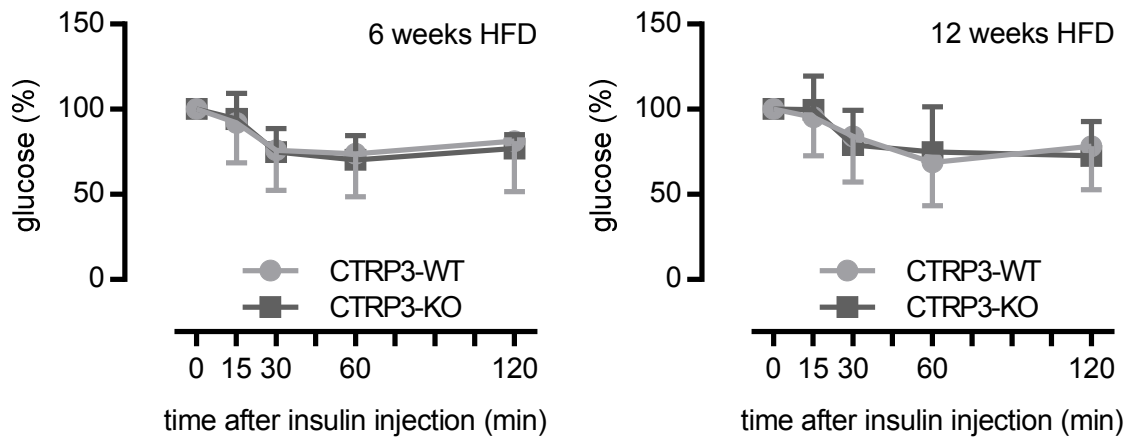 6 weeks HFD
150
100
50
0
glucose (%)
CTRP3-WT
CTRP3-KO
0 15 30 60 120
time after insulin injection (min)
12 weeks HFD
150
100
50
0
glucose (%)
CTRP3-WT
CTRP3-KO
0 15 30 60 120
time after insulin injection (min)